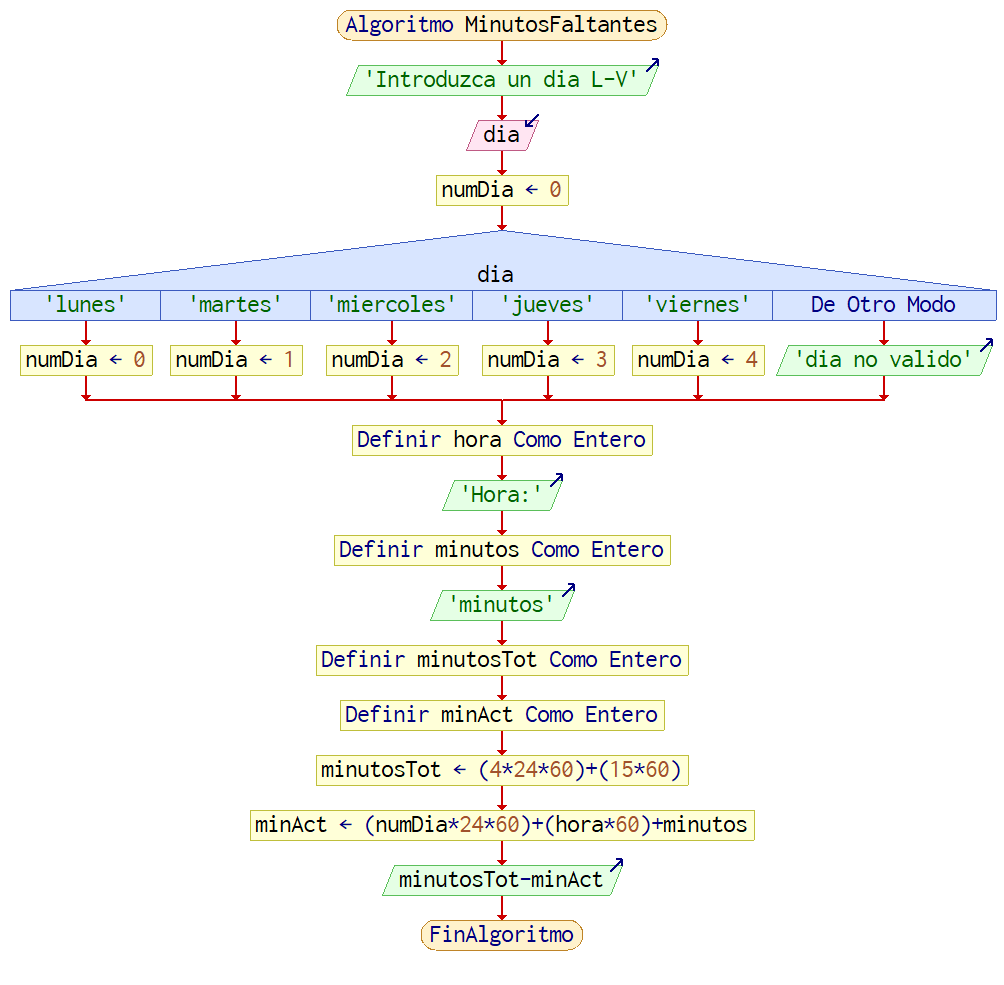 Algoritmo MinutosFaltantes
'Introduzca un dia L-V'
dia
numDia ← 0
dia
'lunes' 'martes' 'miercoles' 'jueves' 'viernes' De Otro Modo
numDia ← 0 numDia ← 1 numDia ← 2 numDia ← 3 numDia ← 4 'dia no valido'
Definir hora Como Entero
'Hora:'
Definir minutos Como Entero
'minutos'
Definir minutosTot Como Entero
Definir minAct Como Entero
minutosTot ← (4*24*60)+(15*60)
minAct ← (numDia*24*60)+(hora*60)+minutos
minutosTot-minAct
FinAlgoritmo